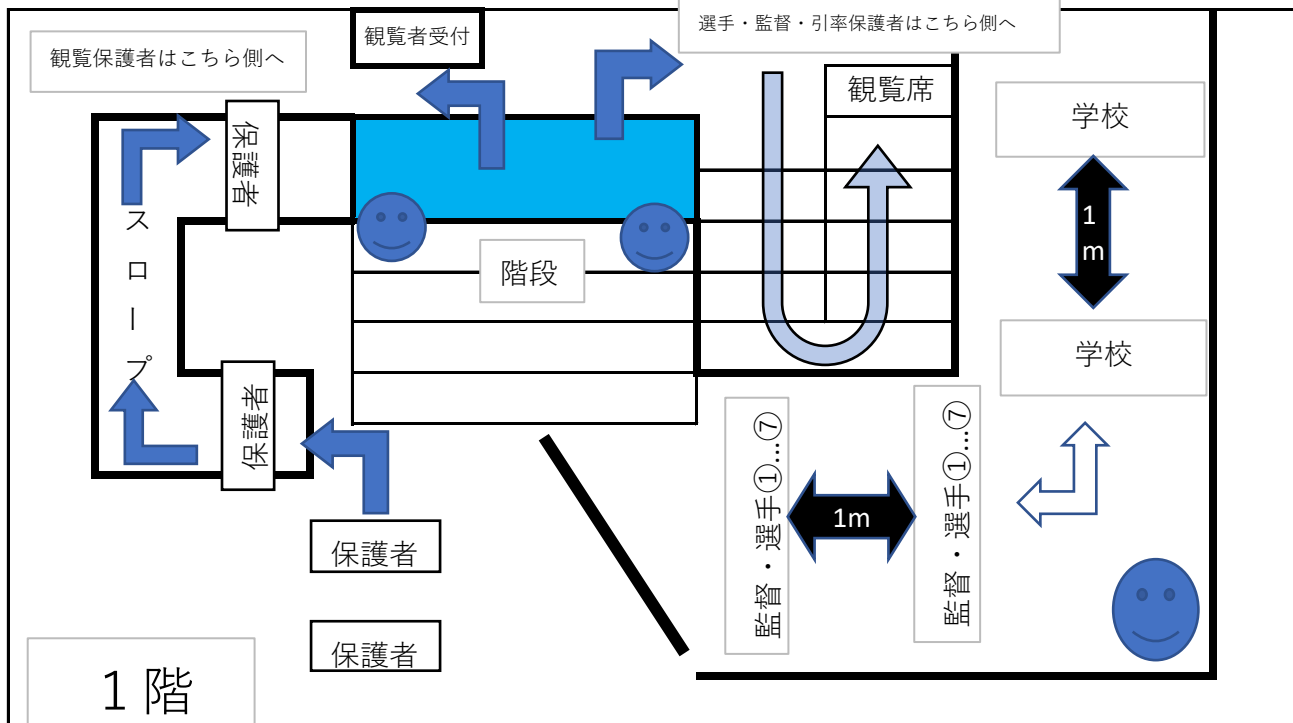 選手・監督・引率保護者はこちら側へ
観覧者受付
観覧保護者はこちら側へ
観覧席
学校
保護者
1m
スロープ
階段
学校
保護者
監督・選手①…⑦
1m
監督・選手①…⑦
保護者
保護者
1階